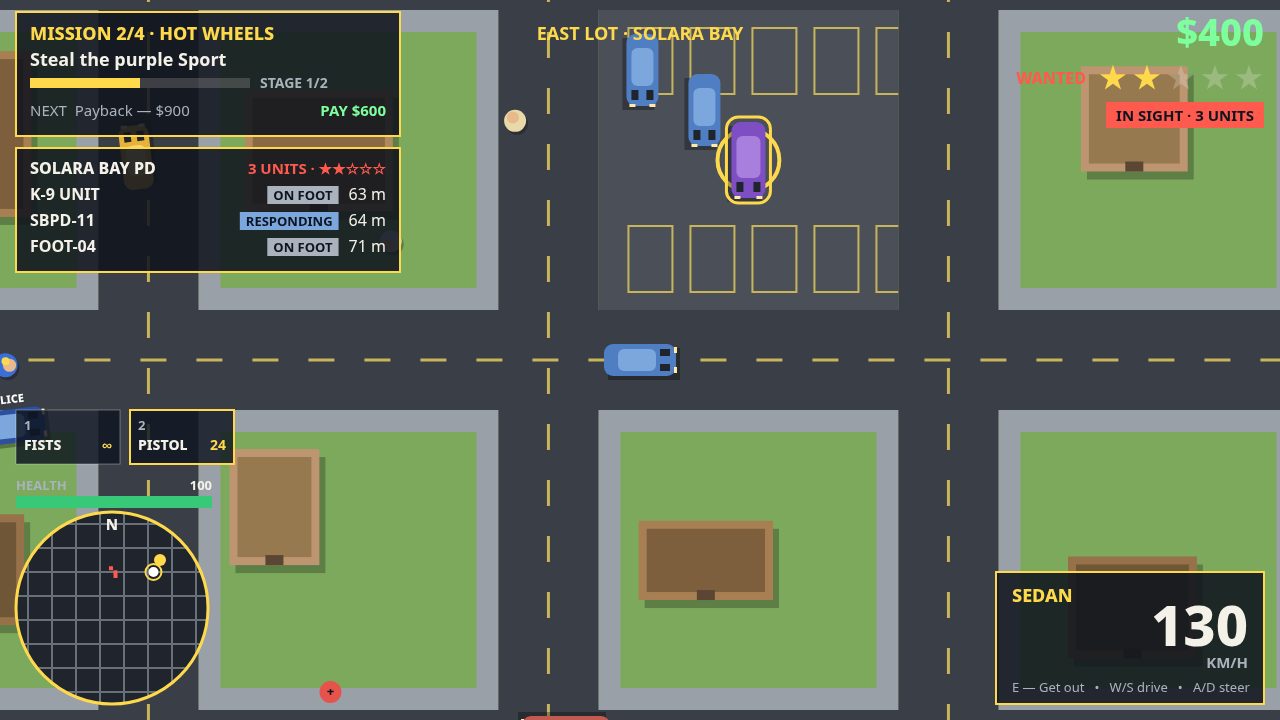 MISSION 2/4 · HOT WHEELS
Steal the purple Sport
STAGE 1/2
NEXT Payback — $900 PAY $600
SOLARA BAY PD 3 UNITS · ★★☆☆☆
K-9 UNIT ON FOOT 63 m
SBPD-11 RESPONDING 64 m
FOOT-04 ON FOOT 71 m
EAST LOT · SOLARA BAY
$400
WANTED ★★★★★
IN SIGHT · 3 UNITS
LICE
1
FISTS ∞
2
PISTOL 24
HEALTH 100
N
SEDAN
130
KM/H
E — Get out • W/S drive • A/D steer